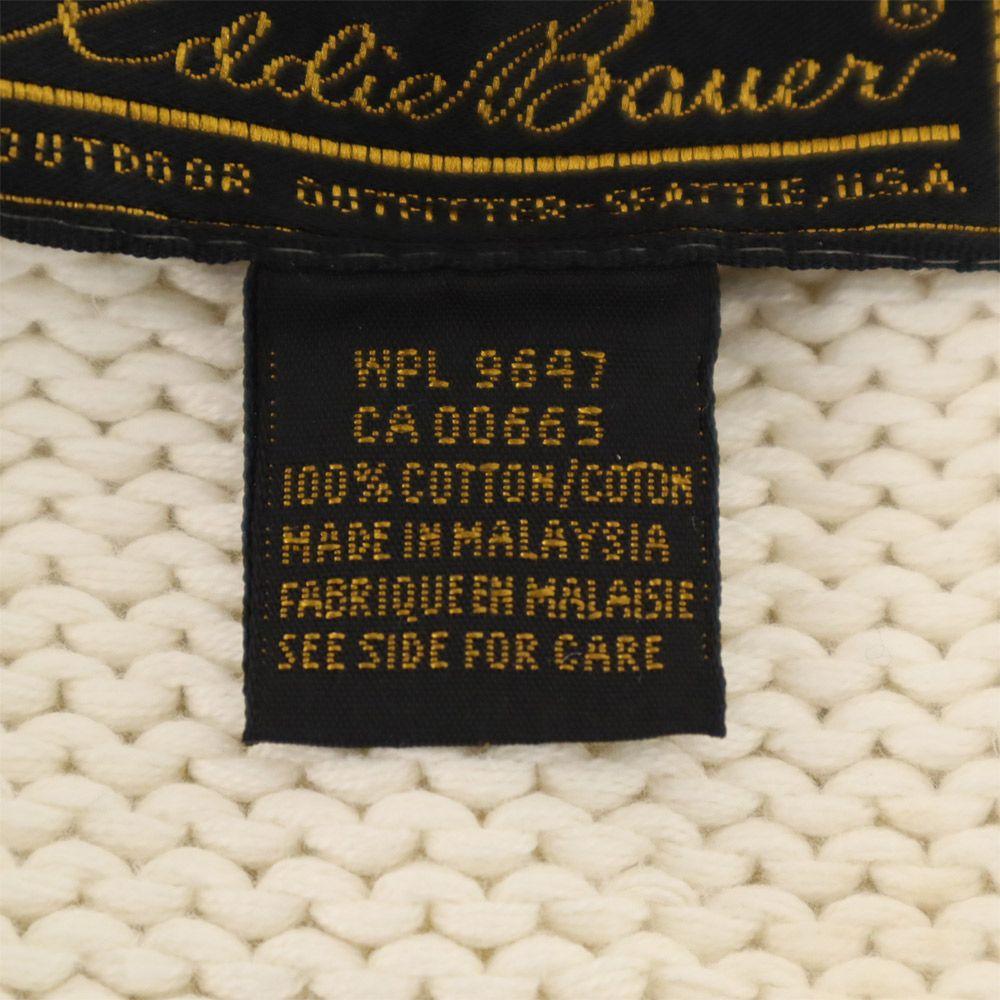 Eddie Bauer®
OUTDOOR OUTFITTER-SEATTLE, U.S.A.
WPL 9647
CA 00665
100% COTTON/COTON
MADE IN MALAYSIA
FABRIQUE EN MALAISIE
SEE SIDE FOR CARE